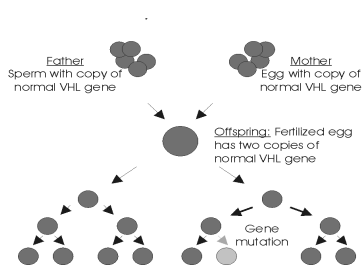 Father
Sperm with copy of
normal VHL gene
Mother
Egg with copy of
normal VHL gene
Offspring: Fertilized egg
has two copies of
normal VHL gene
Gene
mutation